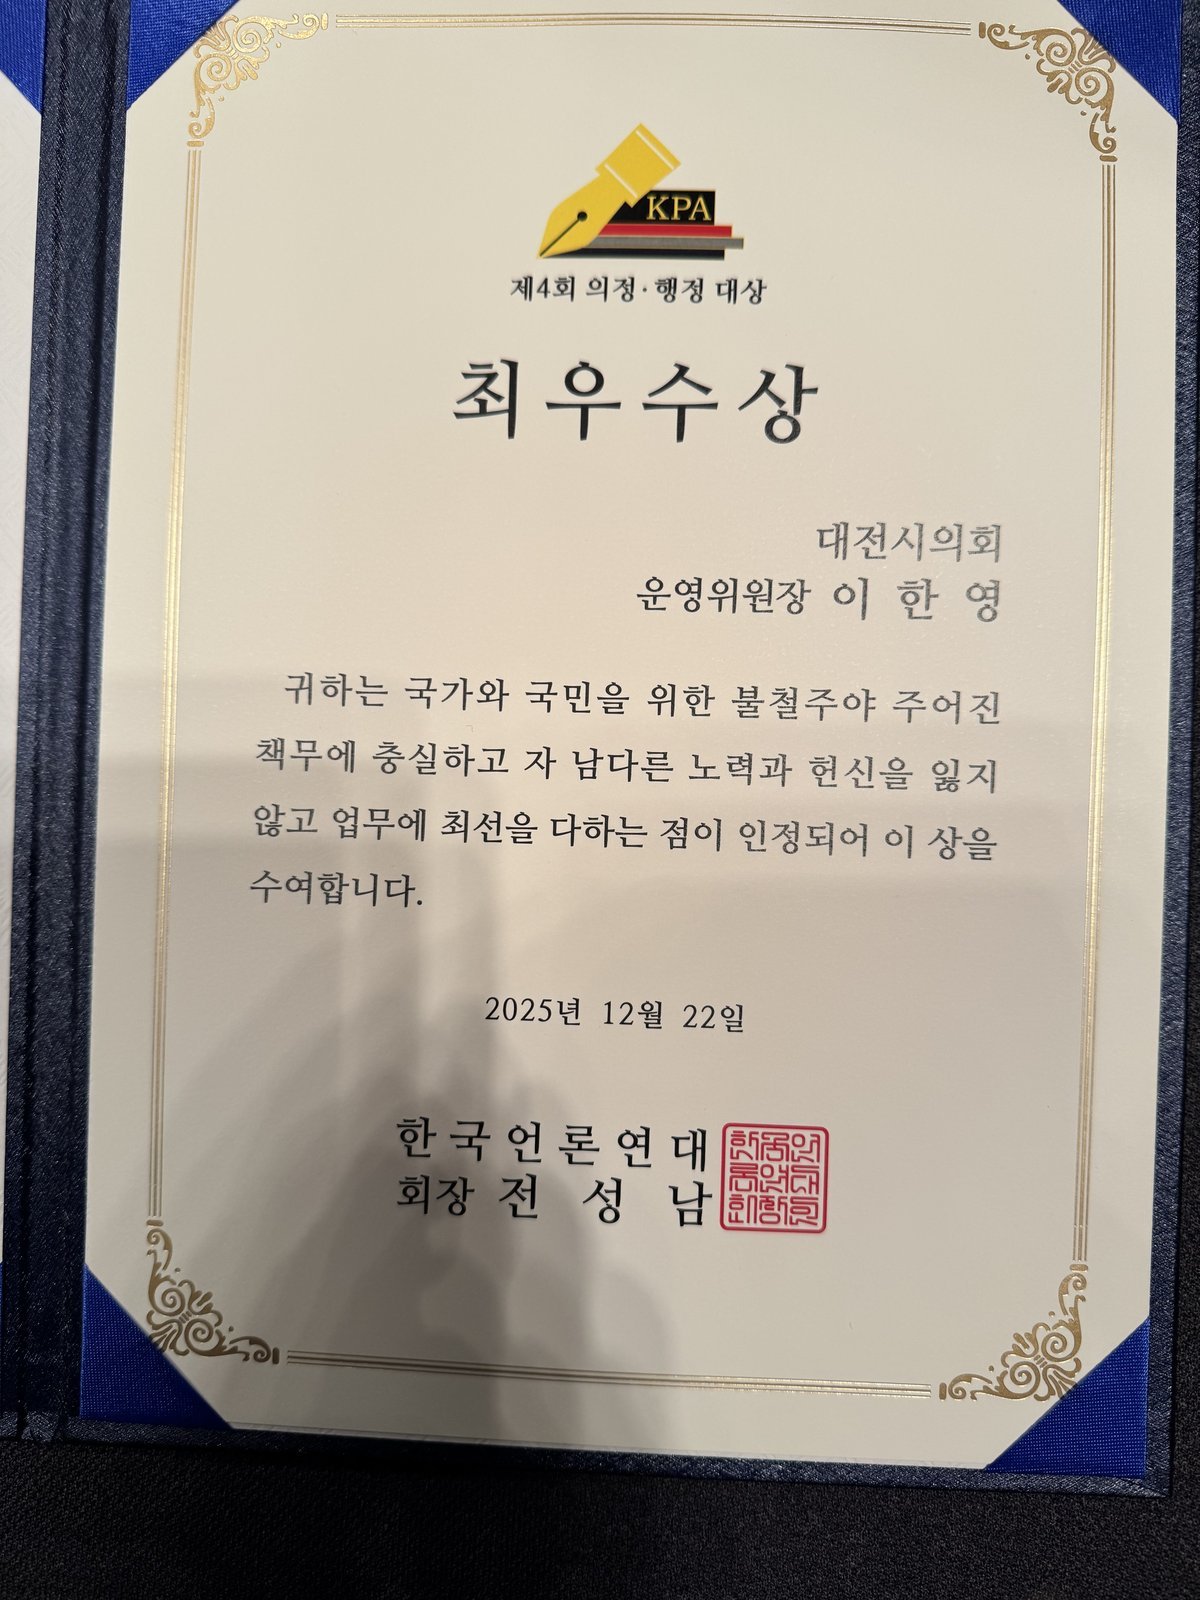 KPA
제4회 의정·행정 대상
최우수상
대전시의회
운영위원장 이 한 영
귀하는 국가와 국민을 위한 불철주야 주어진
책무에 충실하고 자 남다른 노력과 헌신을 잃지
않고 업무에 최선을 다하는 점이 인정되어 이 상을
수여합니다.
2025년 12월 22일
한국언론연대
회장 전 성 남